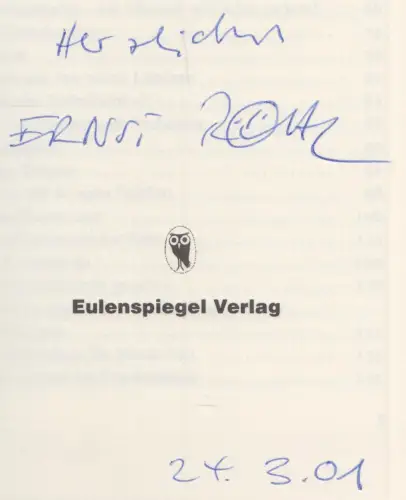 Herzlichst
ERNST RÖHL
Eulenspiegel Verlag
24. 3.01